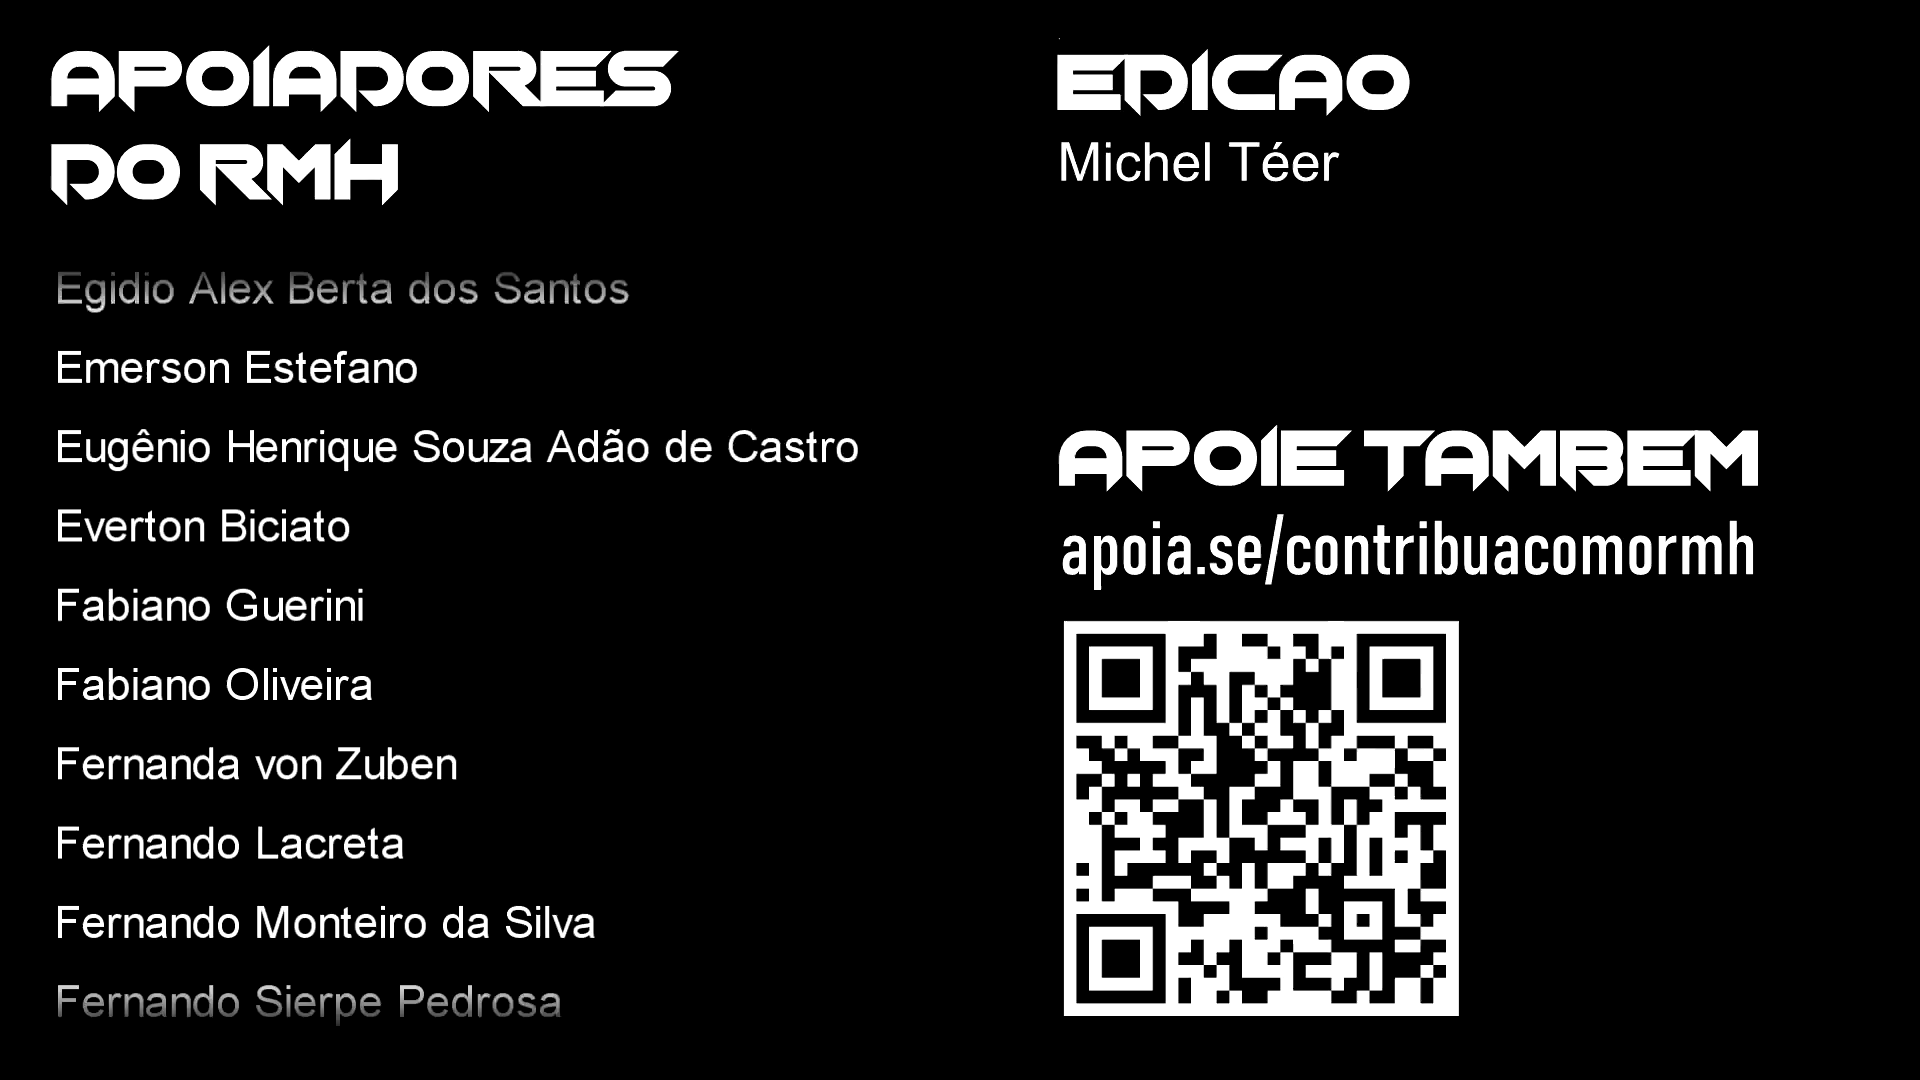 APOIADORES
DO RMH
Egidio Alex Berta dos Santos
Emerson Estefano
Eugênio Henrique Souza Adão de Castro
Everton Biciato
Fabiano Guerini
Fabiano Oliveira
Fernanda von Zuben
Fernando Lacreta
Fernando Monteiro da Silva
Fernando Sierpe Pedrosa
EDICAO
Michel Téer
APOIE TAMBEM
apoia.se/contribuacomormh